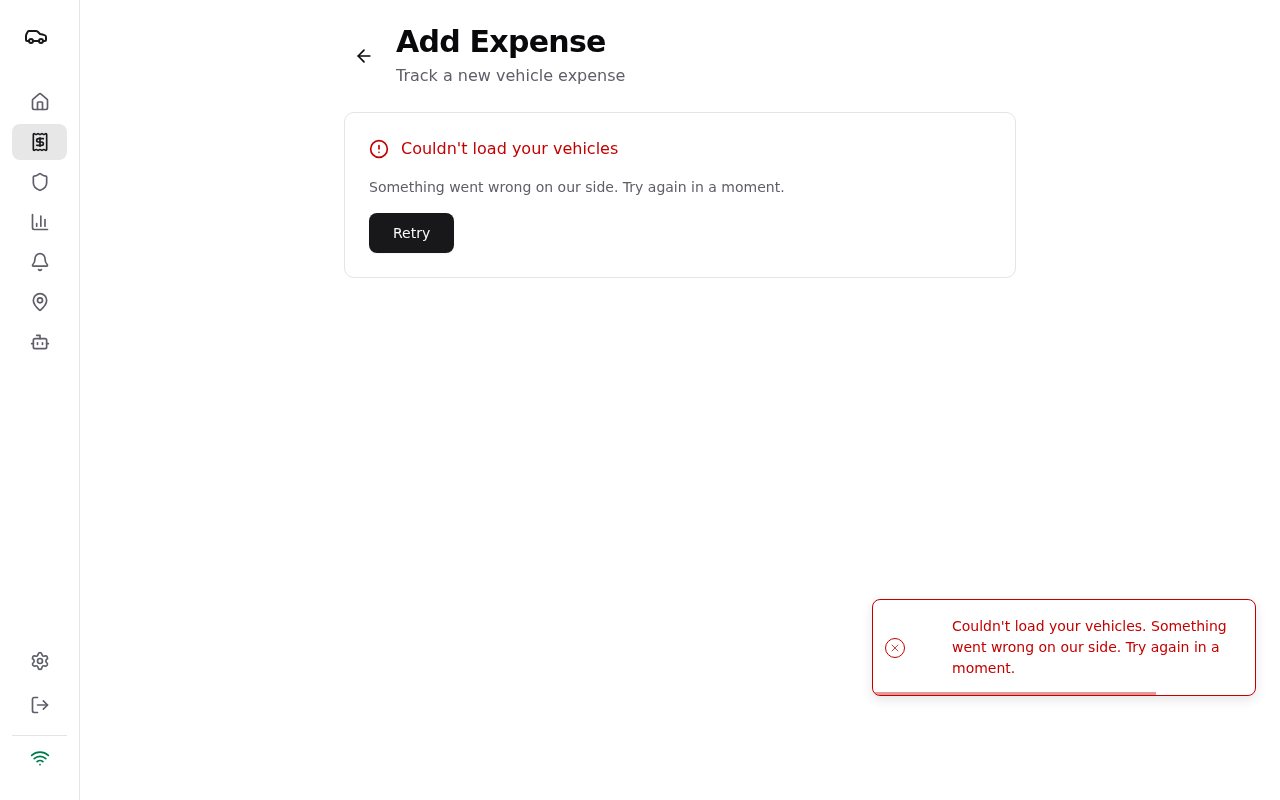 Add Expense
Track a new vehicle expense
Couldn't load your vehicles
Something went wrong on our side. Try again in a moment.
Retry
Couldn't load your vehicles. Something
went wrong on our side. Try again in a
moment.